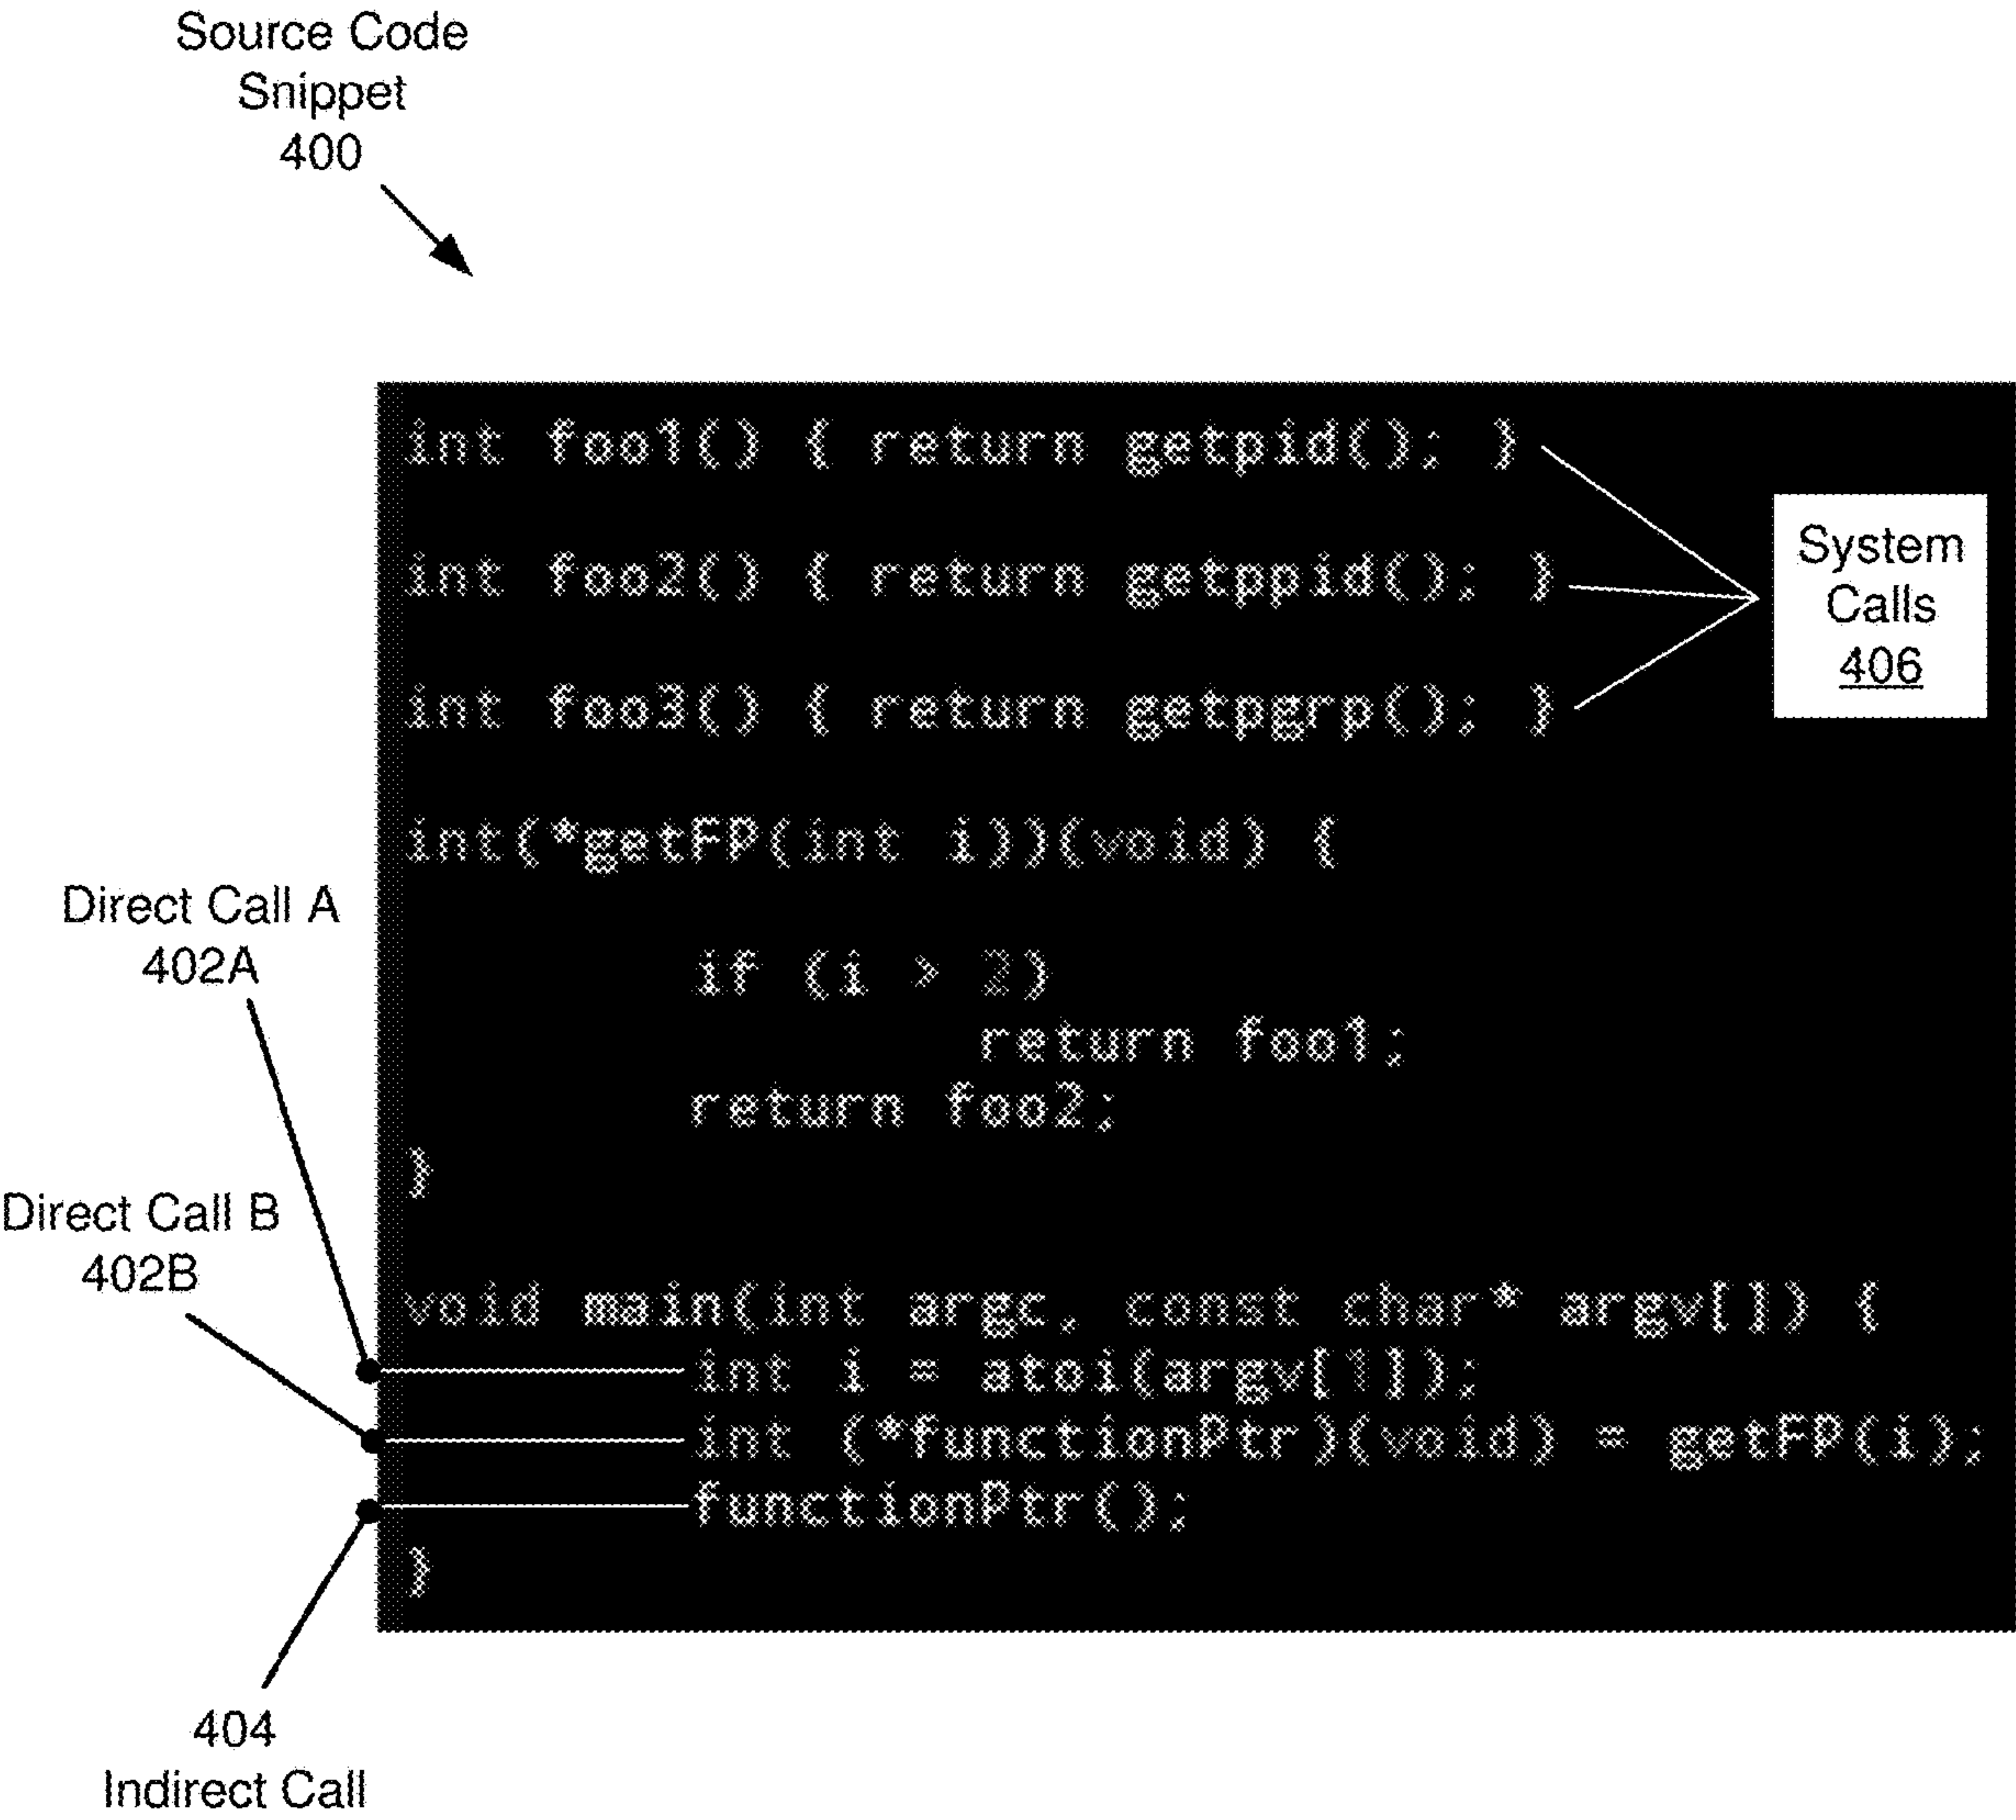 Source Code
Snippet
400
int foo1() { return getpid(); }
int foo2() { return getppid(); }
int foo3() { return getpgrp(); }
System
Calls
406
int(*getFP(int i))(void) {
if (i > 2)
return foo1;
return foo2;
}
Direct Call A
402A
Direct Call B
402B
void main(int argc, const char* argv[]) {
int i = atoi(argv[1]);
int (*functionPtr)(void) = getFP(i);
functionPtr();
}
404
Indirect Call